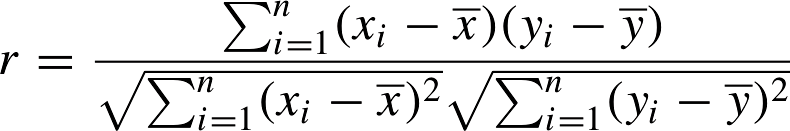 r = \frac{\sum_{i=1}^{n}(x_i - \overline{x})(y_i - \overline{y})}{\sqrt{\sum_{i=1}^{n}(x_i - \overline{x})^2}\sqrt{\sum_{i=1}^{n}(y_i - \overline{y})^2}}